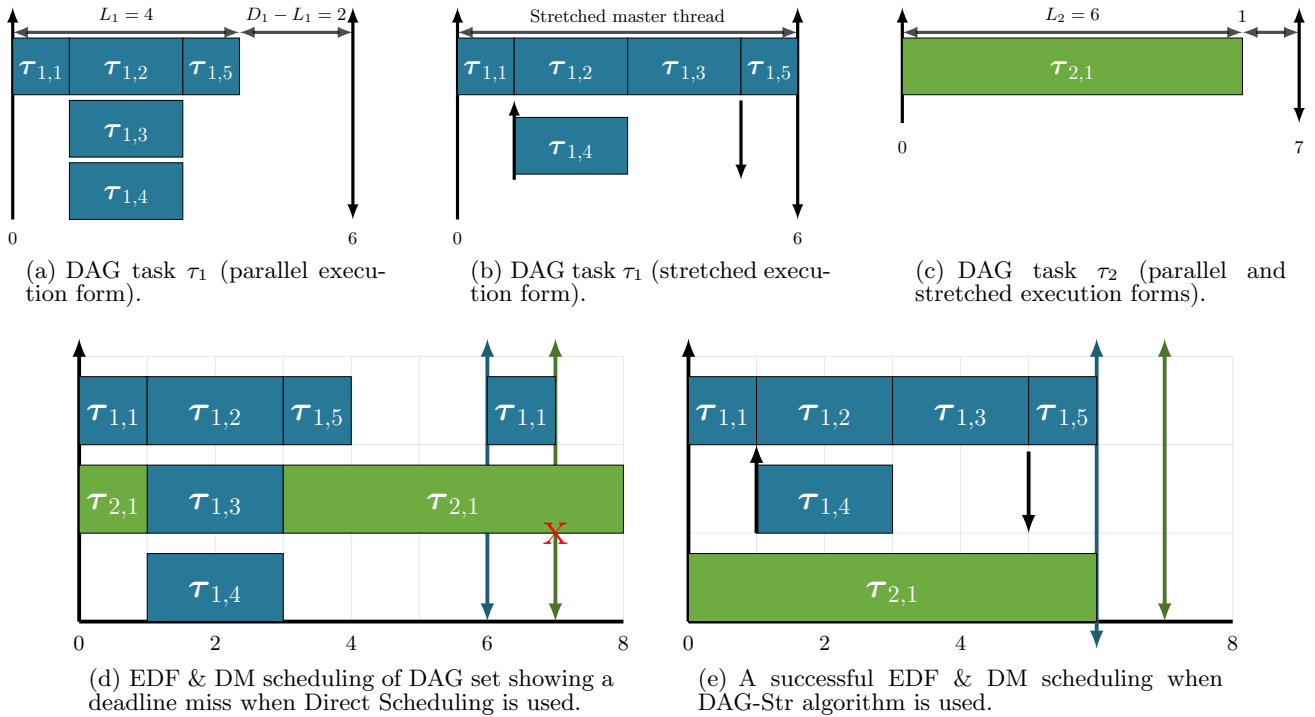 L₁ = 4
D₁ − L₁ = 2
τ₁,₁
τ₁,₂
τ₁,₅
τ₁,₃
τ₁,₄
0
6
(a) DAG task τ₁ (parallel execu-
tion form).
Stretched master thread
τ₁,₁
τ₁,₂
τ₁,₃
τ₁,₅
τ₁,₄
0
6
(b) DAG task τ₁ (stretched execu-
tion form).
L₂ = 6
1
τ₂,₁
0
7
(c) DAG task τ₂ (parallel and
stretched execution forms).
τ₁,₁
τ₁,₂
τ₁,₅
τ₁,₁
τ₂,₁
τ₁,₃
τ₂,₁
X
τ₁,₄
0
2
4
6
8
(d) EDF & DM scheduling of DAG set showing a
deadline miss when Direct Scheduling is used.
τ₁,₁
τ₁,₂
τ₁,₃
τ₁,₅
τ₁,₄
τ₂,₁
0
2
4
6
8
(e) A successful EDF & DM scheduling when
DAG-Str algorithm is used.